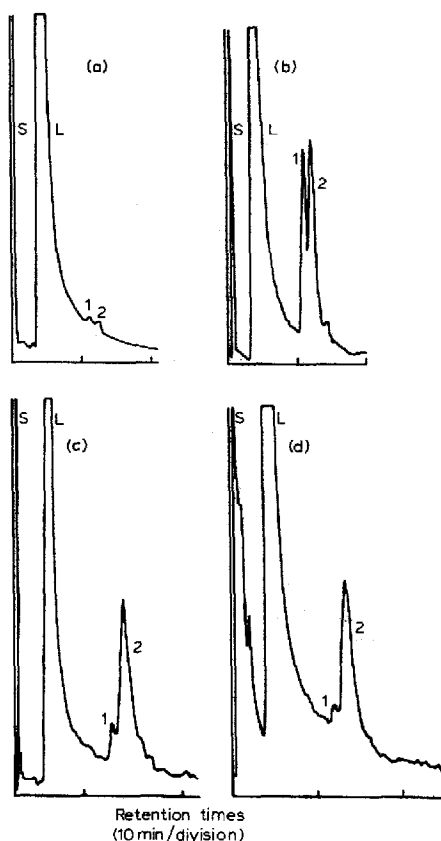 (a)
S
L
1
2
(b)
S
L
1
2
(c)
S
L
1
2
(d)
S
L
1
2
Retention times
(10 min/division)